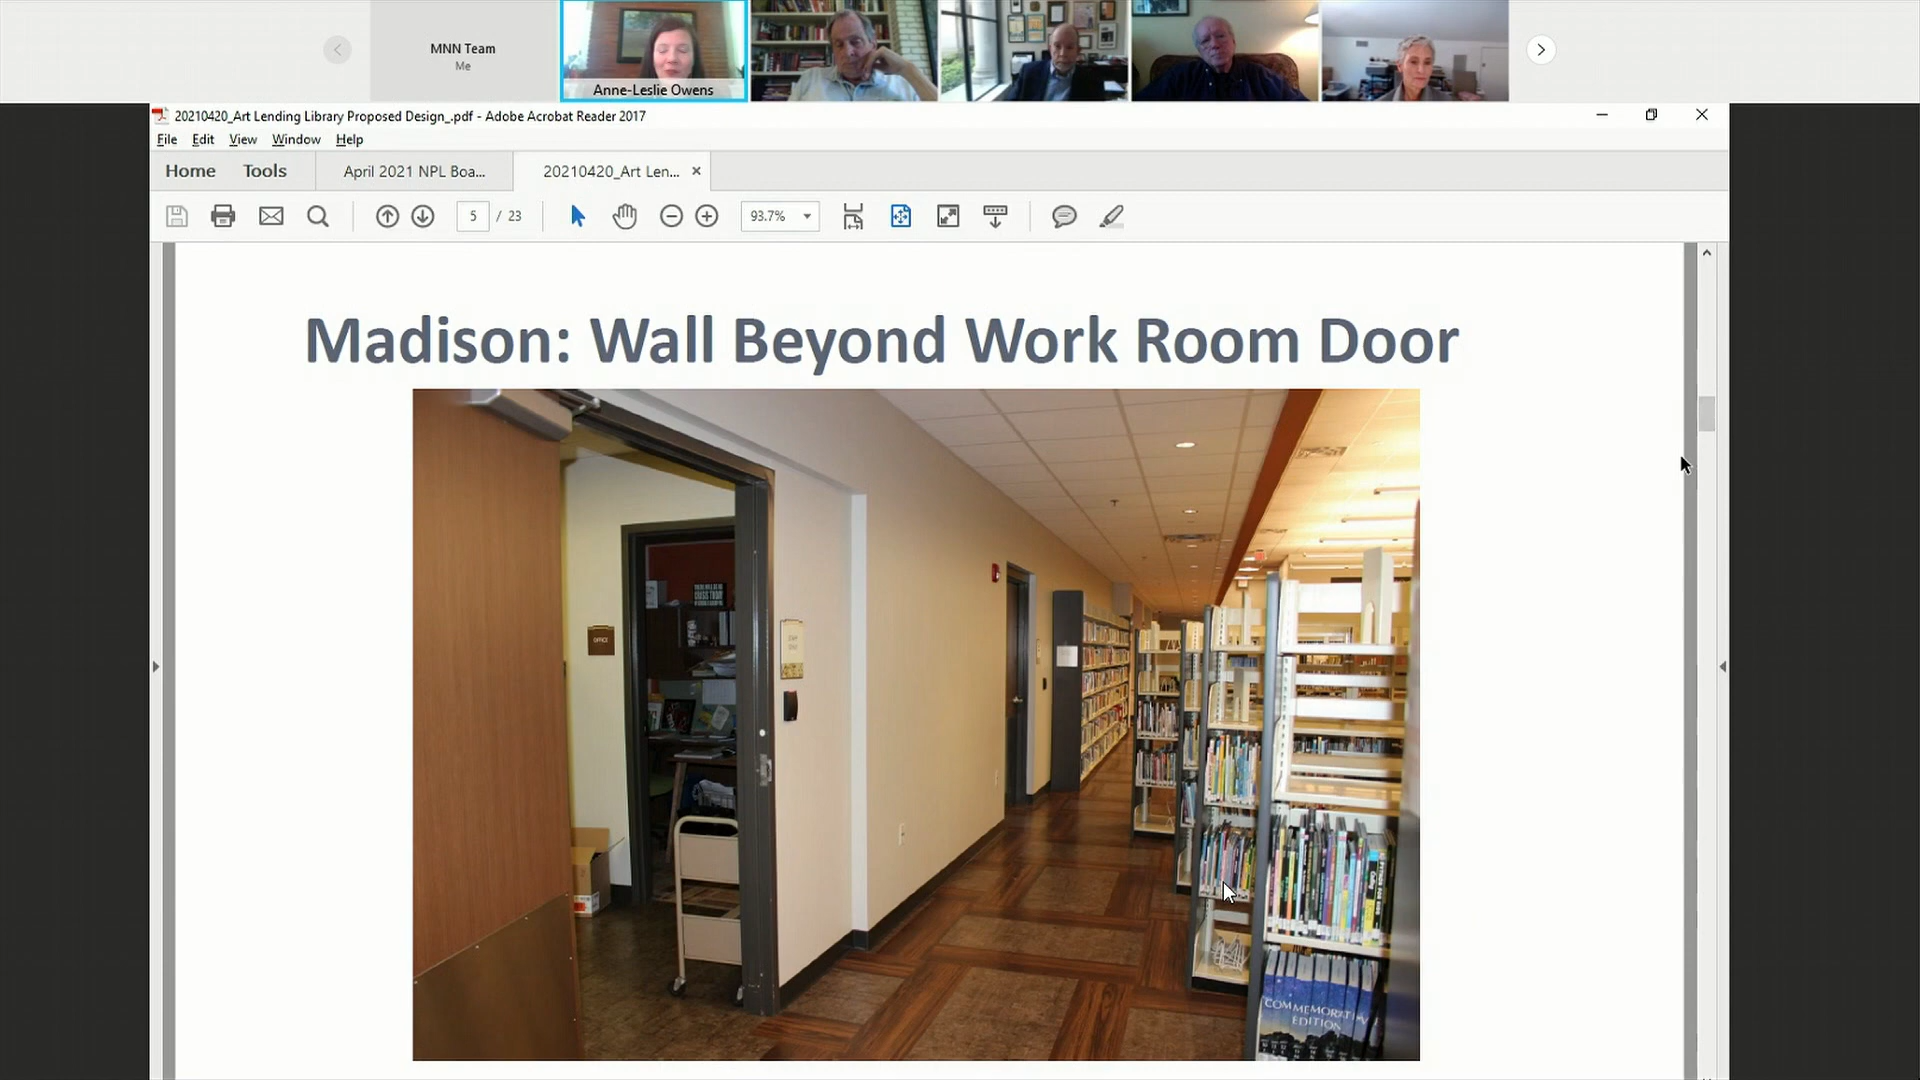 MNN Team
Me
Anne-Leslie Owens
20210420_Art Lending Library Proposed Design_.pdf - Adobe Acrobat Reader 2017
File Edit View Window Help
Home Tools April 2021 NPL Boa... 20210420_Art Len... ×
5 / 23 93.7%
Madison: Wall Beyond Work Room Door
OFFICE
COMMEMORATIVE
EDITION